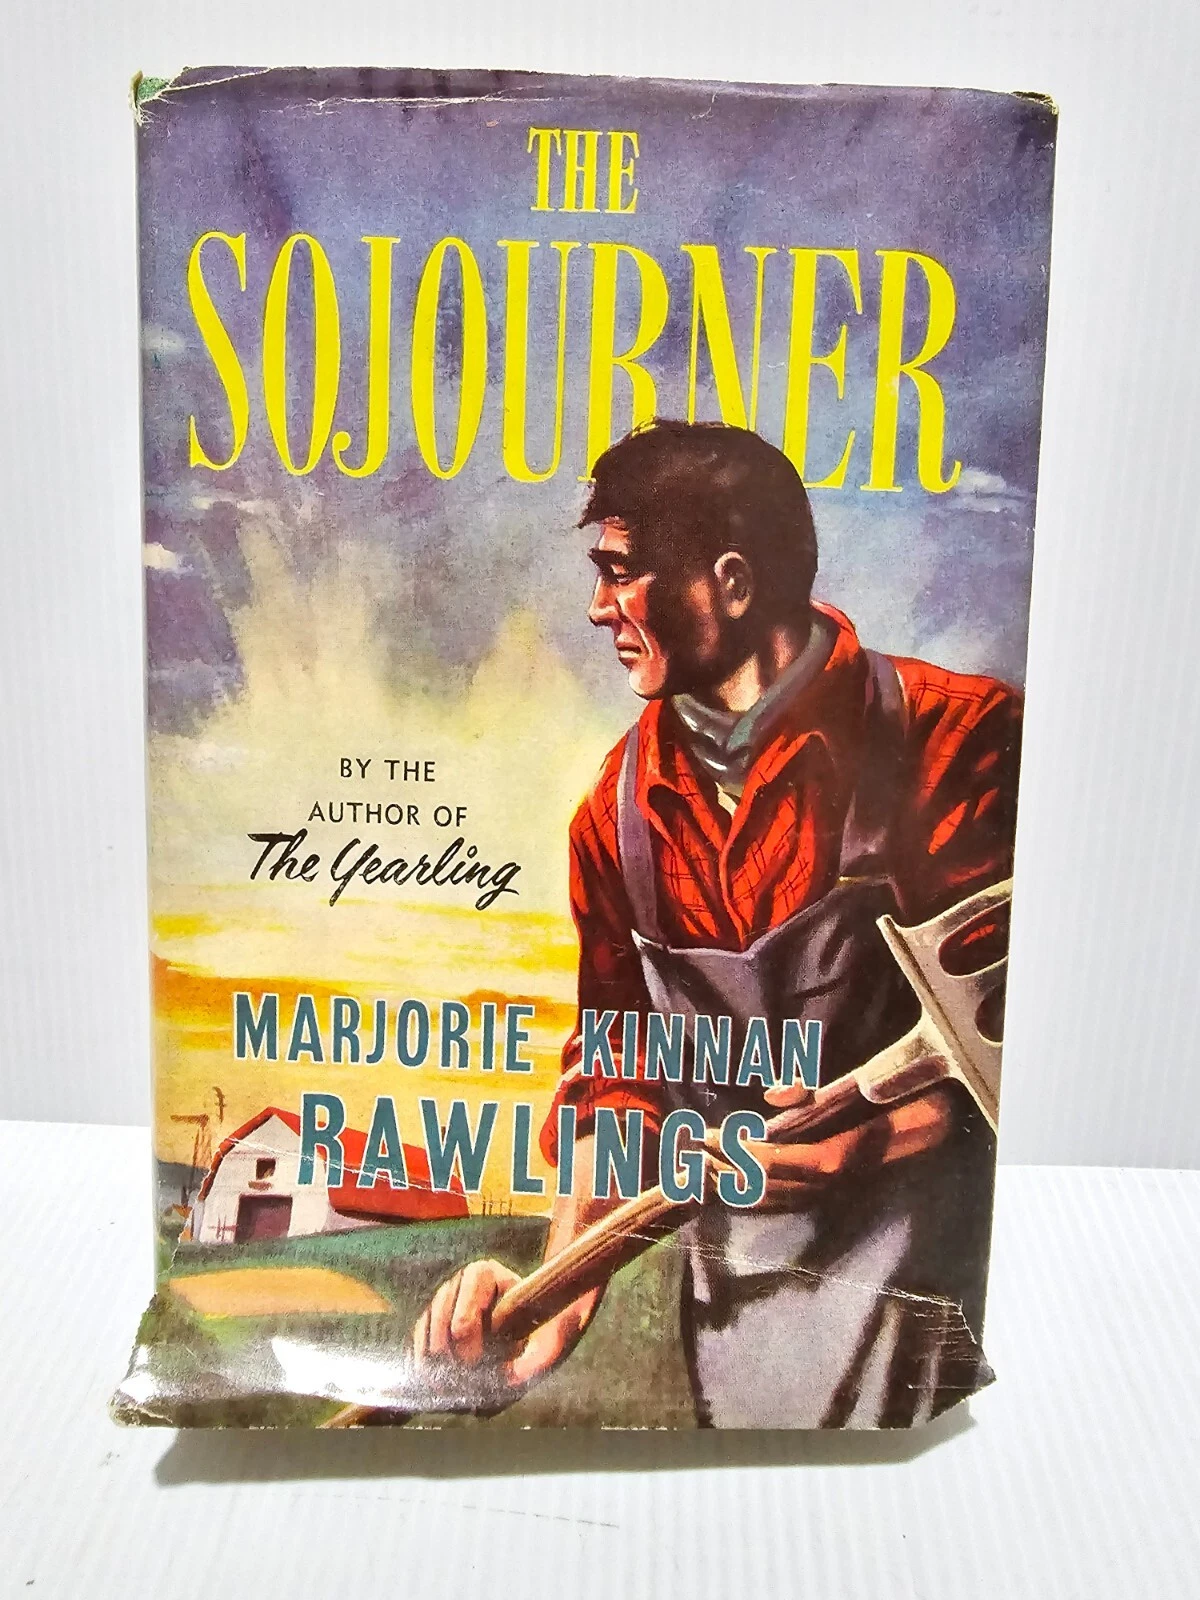 THE
SOJOURNER
BY THE
AUTHOR OF
The Yearling
MARJORIE KINNAN
RAWLINGS